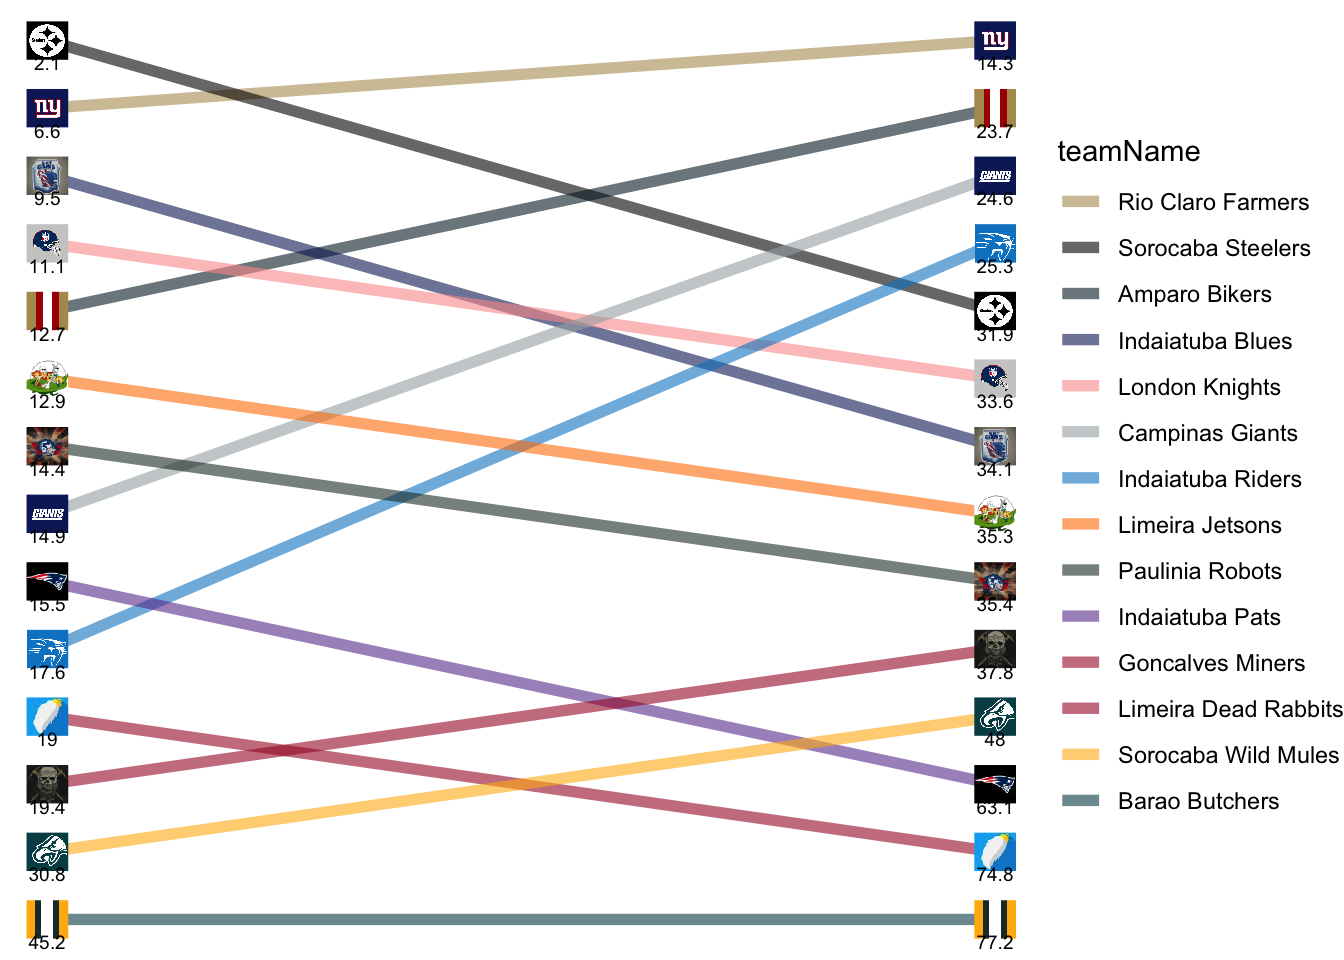 2.1
6.6
9.5
11.1
12.7
12.9
14.4
14.9
15.5
17.6
19
19.4
30.8
45.2
ny
GIANTS
ny
14.3
23.7
GIANTS
24.6
25.3
31.9
33.6
34.1
35.3
35.4
37.8
48
63.1
74.8
77.2
teamName
Rio Claro Farmers
Sorocaba Steelers
Amparo Bikers
Indaiatuba Blues
London Knights
Campinas Giants
Indaiatuba Riders
Limeira Jetsons
Paulinia Robots
Indaiatuba Pats
Goncalves Miners
Limeira Dead Rabbits
Sorocaba Wild Mules
Barao Butchers